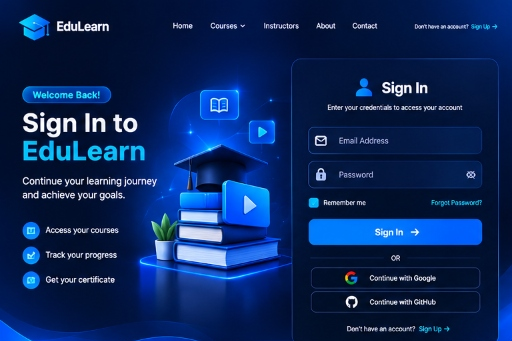 EduLearn
Home Courses Instructors About Contact
Don't have an account? Sign Up →
Welcome Back!
Sign In to
EduLearn
Continue your learning journey
and achieve your goals.
Access your courses
Track your progress
Get your certificate
Sign In
Enter your credentials to access your account
Email Address
Password
Remember me Forgot Password?
Sign In →
OR
Continue with Google
Continue with GitHub
Don't have an account? Sign Up →